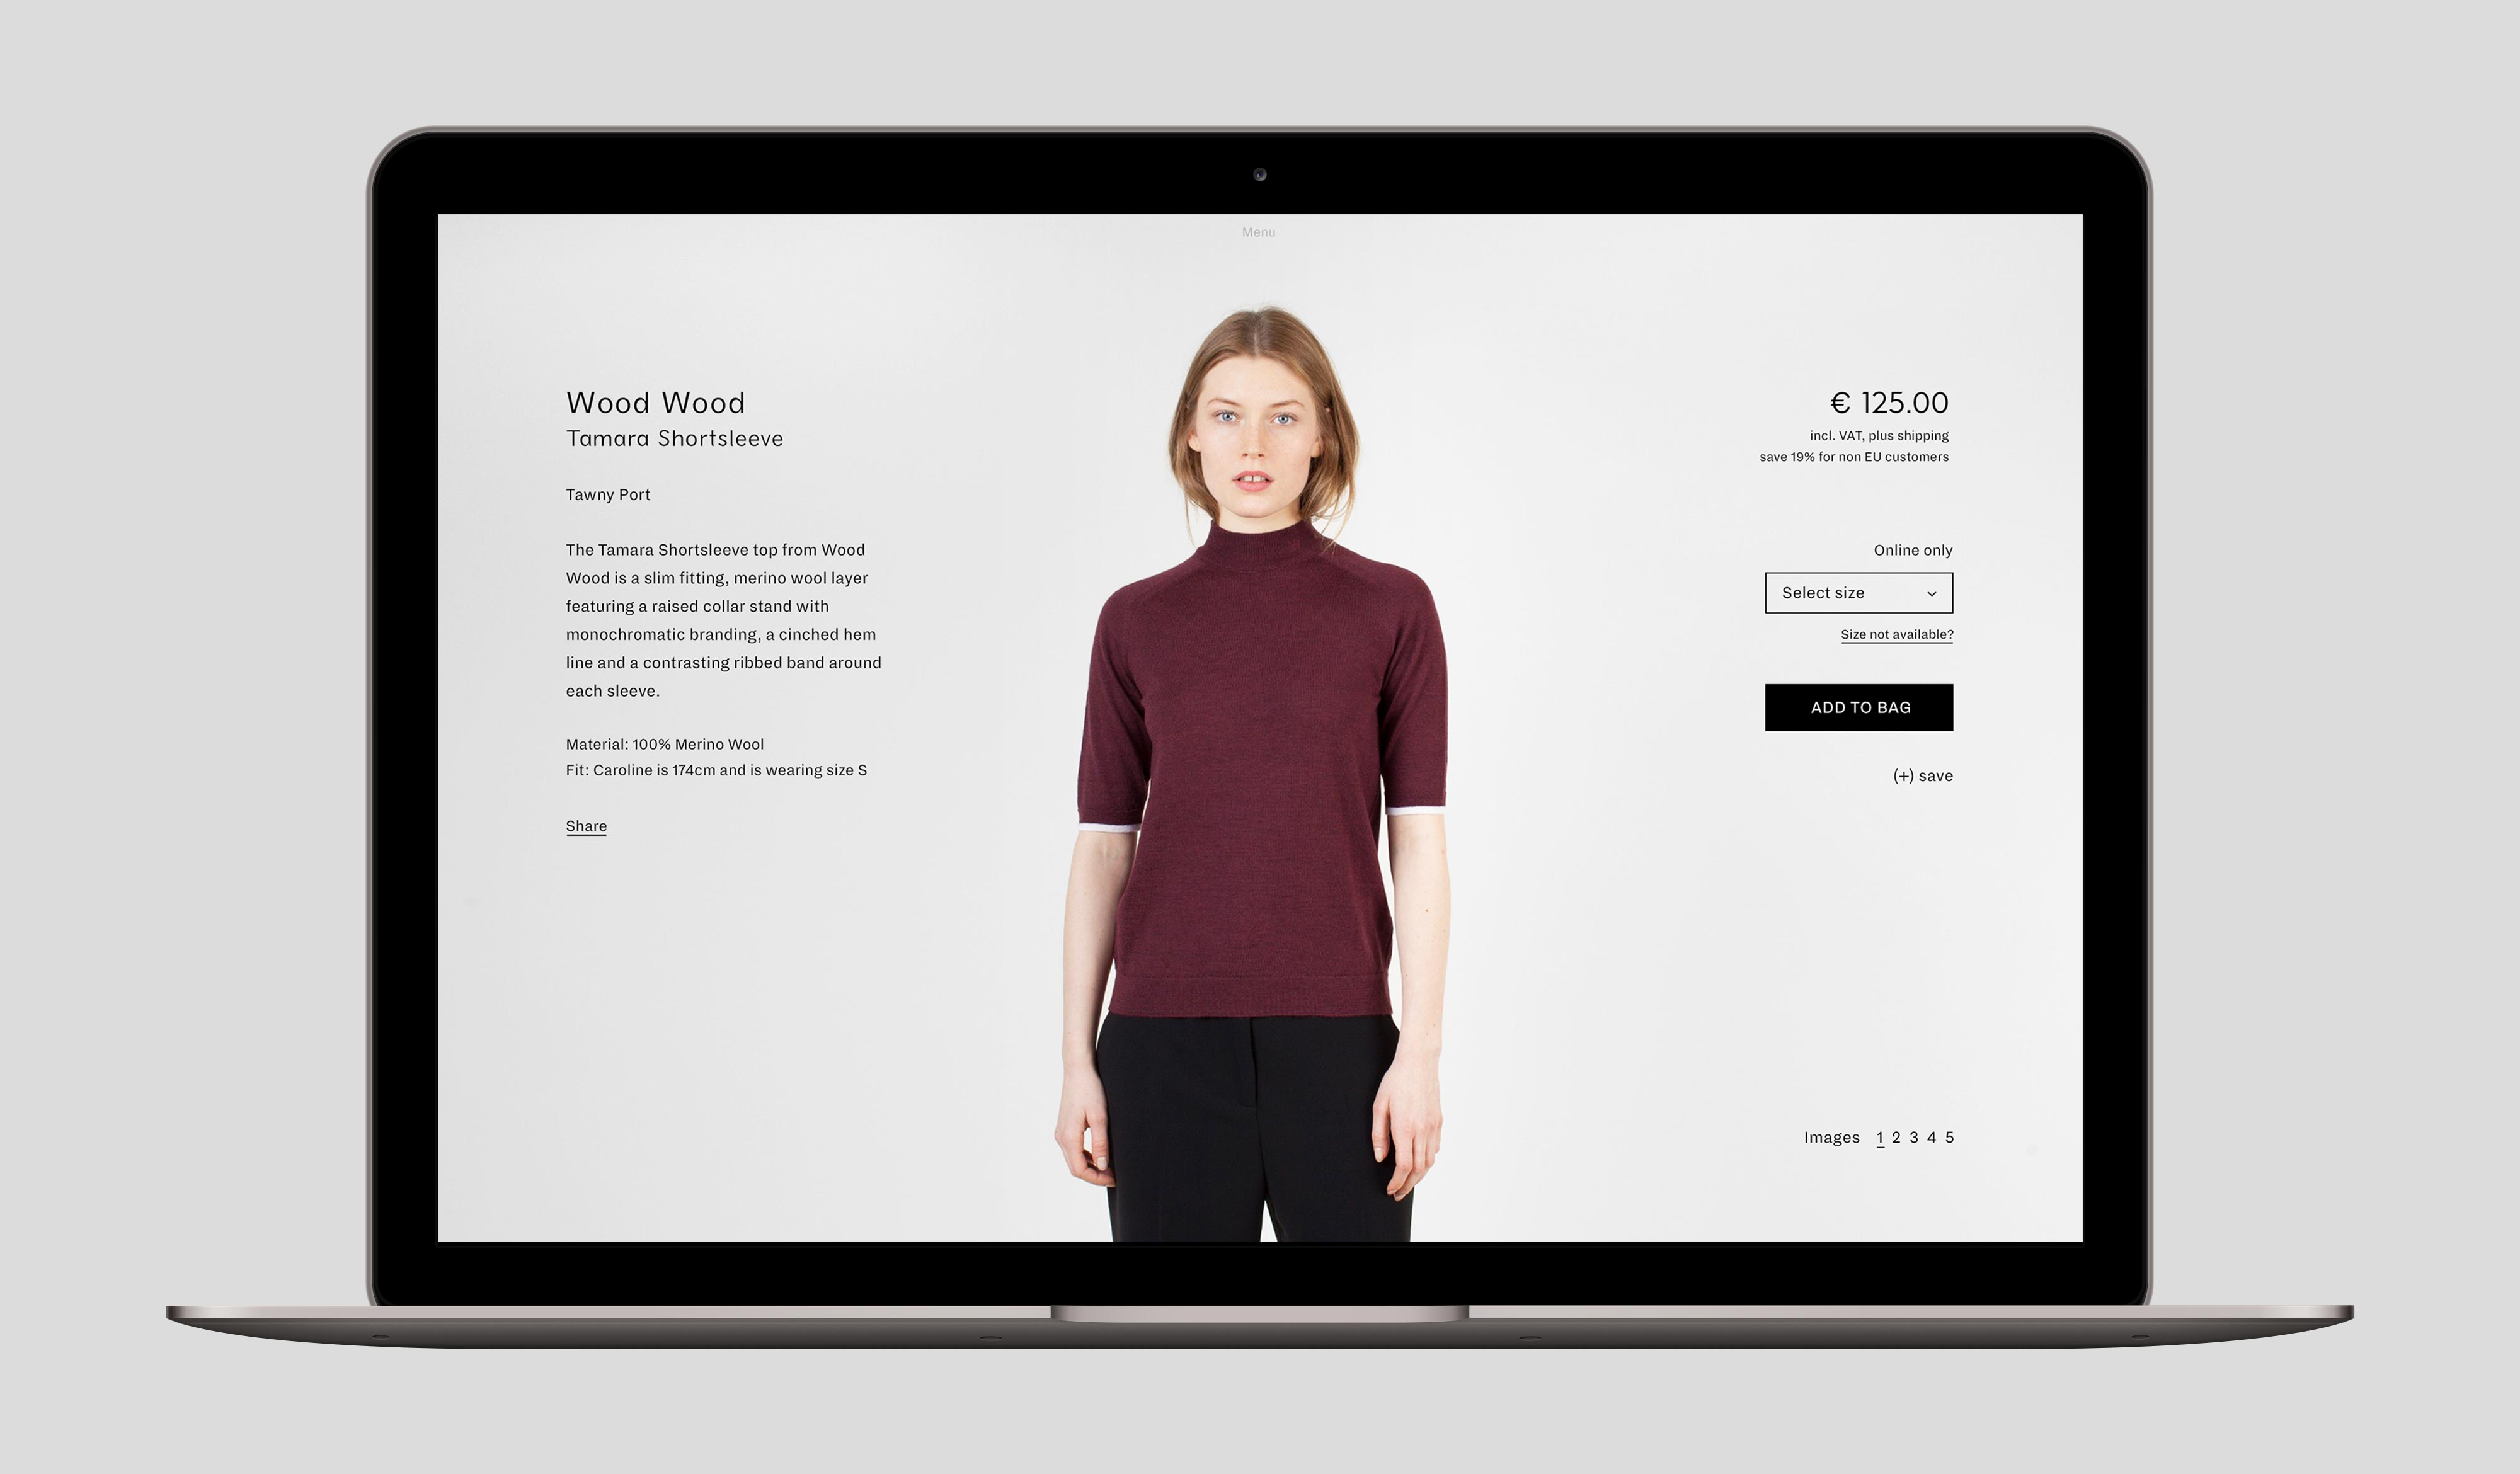 Menu
Wood Wood
Tamara Shortsleeve
Tawny Port
The Tamara Shortsleeve top from Wood
Wood is a slim fitting, merino wool layer
featuring a raised collar stand with
monochromatic branding, a cinched hem
line and a contrasting ribbed band around
each sleeve.
Material: 100% Merino Wool
Fit: Caroline is 174cm and is wearing size S
Share
€ 125.00
incl. VAT, plus shipping
save 19% for non EU customers
Online only
Select size
Size not available?
ADD TO BAG
(+) save
Images 1 2 3 4 5